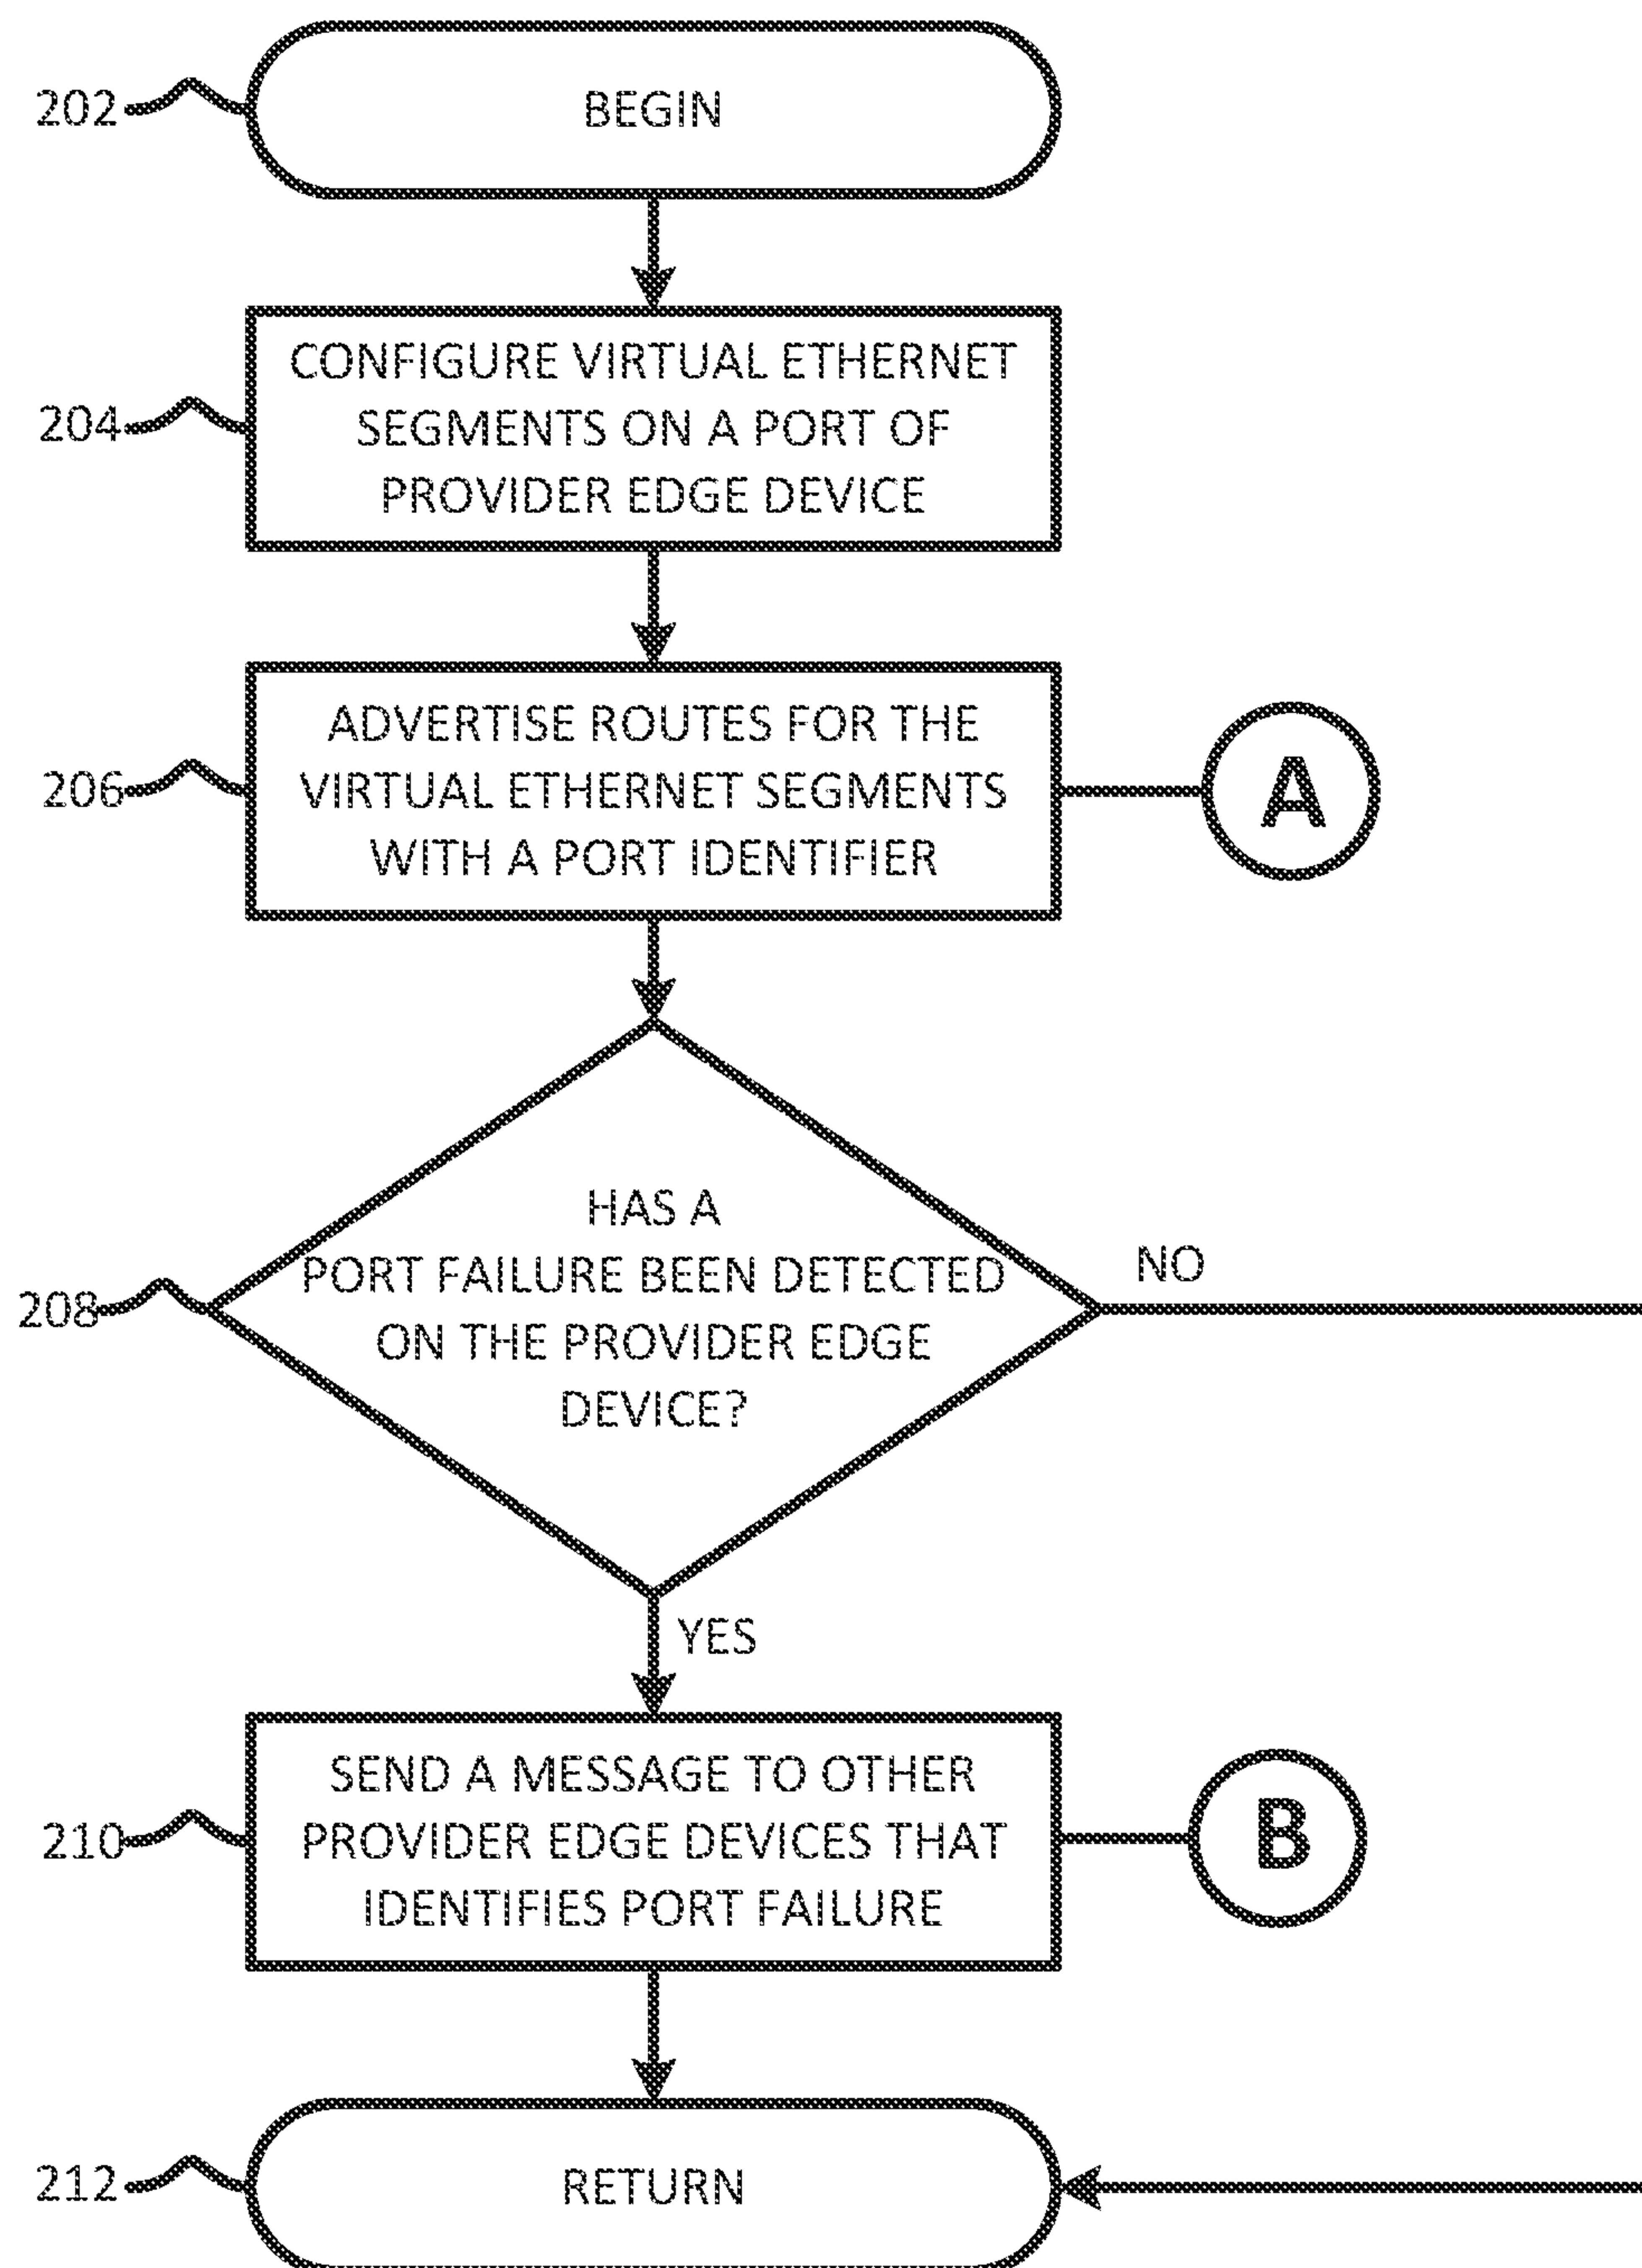 202
BEGIN
204
CONFIGURE VIRTUAL ETHERNET
SEGMENTS ON A PORT OF
PROVIDER EDGE DEVICE
206
ADVERTISE ROUTES FOR THE
VIRTUAL ETHERNET SEGMENTS
WITH A PORT IDENTIFIER
A
208
HAS A
PORT FAILURE BEEN DETECTED
ON THE PROVIDER EDGE
DEVICE?
NO
YES
210
SEND A MESSAGE TO OTHER
PROVIDER EDGE DEVICES THAT
IDENTIFIES PORT FAILURE
B
212
RETURN